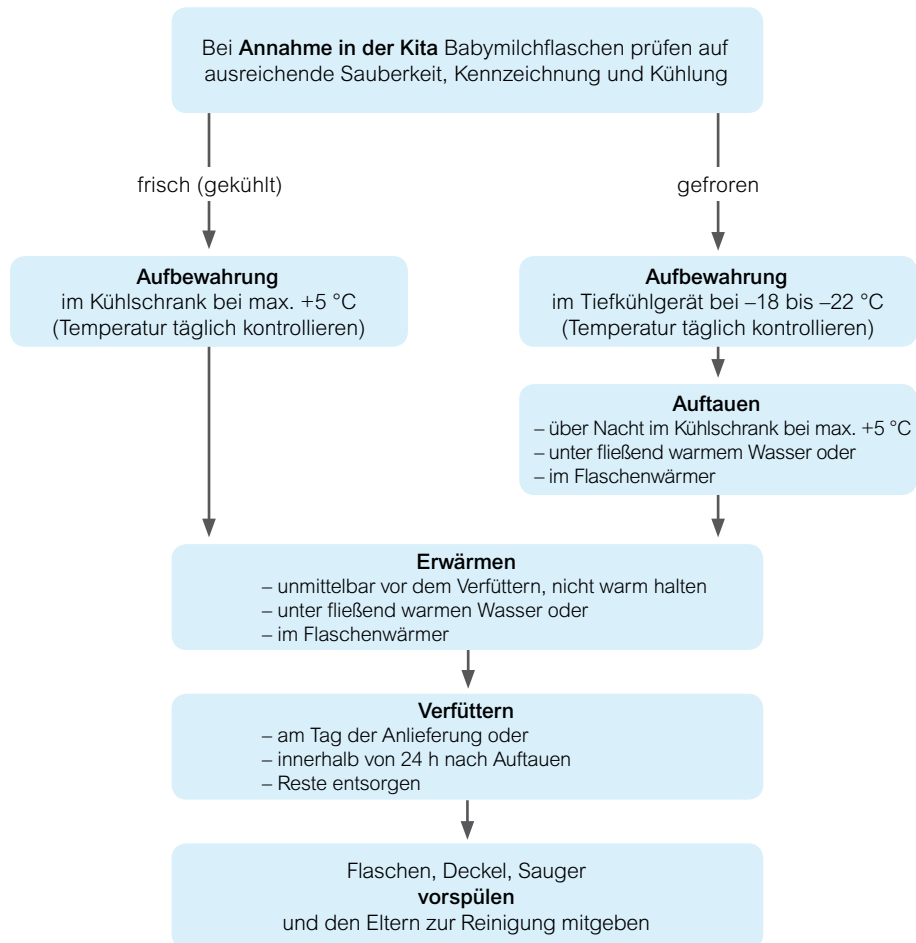 Bei Annahme in der Kita Babymilchflaschen prüfen auf
ausreichende Sauberkeit, Kennzeichnung und Kühlung
frisch (gekühlt)
gefroren
Aufbewahrung
im Kühlschrank bei max. +5 °C
(Temperatur täglich kontrollieren)
Aufbewahrung
im Tiefkühlgerät bei –18 bis –22 °C
(Temperatur täglich kontrollieren)
Auftauen
– über Nacht im Kühlschrank bei max. +5 °C
– unter fließend warmem Wasser oder
– im Flaschenwärmer
Erwärmen
– unmittelbar vor dem Verfüttern, nicht warm halten
– unter fließend warmen Wasser oder
– im Flaschenwärmer
Verfüttern
– am Tag der Anlieferung oder
– innerhalb von 24 h nach Auftauen
– Reste entsorgen
Flaschen, Deckel, Sauger
vorspülen
und den Eltern zur Reinigung mitgeben